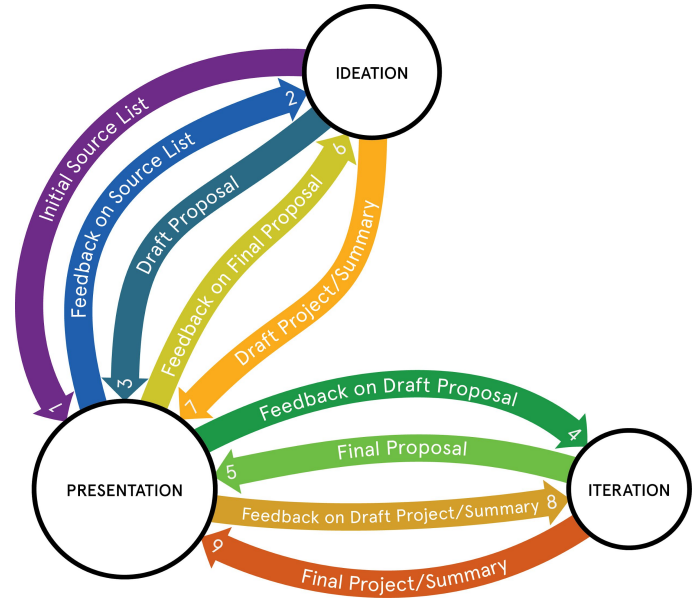 IDEATION
Initial Source List
1
Feedback on Source List
2
Draft Proposal
3
Feedback on Final Proposal
6
Draft Project/Summary
7
Feedback on Draft Proposal
4
Final Proposal
5
PRESENTATION
ITERATION
Feedback on Draft Project/Summary
8
Final Project/Summary
9